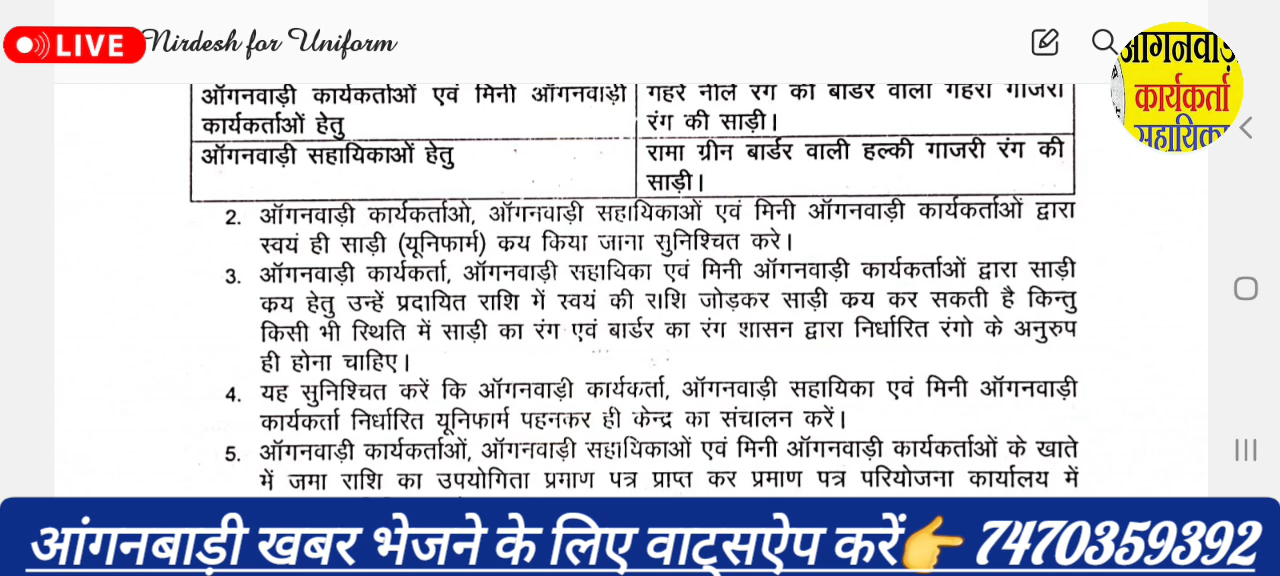 LIVE
Nirdesh for Uniform
आंगनवाड़ी
कार्यकर्ता
सहायिका
ऑगनवाड़ी कार्यकर्ताओं एवं मिनी ऑगनवाड़ी
कार्यकर्ताओं हेतु
गहरे नीले रंग की बार्डर वाली गहरी गाजरी
रंग की साड़ी।
ऑगनवाड़ी सहायिकाओं हेतु
रामा ग्रीन बार्डर वाली हल्की गाजरी रंग की
साड़ी।
2. ऑगनवाड़ी कार्यकर्ताओ, ऑगनवाड़ी सहायिकाओं एवं मिनी ऑगनवाड़ी कार्यकर्ताओं द्वारा
स्वयं ही साड़ी (यूनिफार्म) कय किया जाना सुनिश्चित करे।
3. ऑगनवाड़ी कार्यकर्ता, ऑगनवाड़ी सहायिका एवं मिनी ऑगनवाड़ी कार्यकर्ताओं द्वारा साड़ी
कय हेतु उन्हें प्रदायित राशि में स्वयं की राशि जोड़कर साड़ी कय कर सकती है किन्तु
किसी भी स्थिति में साड़ी का रंग एवं बार्डर का रंग शासन द्वारा निर्धारित रंगो के अनुरुप
ही होना चाहिए।
4. यह सुनिश्चित करें कि ऑगनवाड़ी कार्यकर्ता, ऑगनवाड़ी सहायिका एवं मिनी ऑगनवाड़ी
कार्यकर्ता निर्धारित यूनिफार्म पहनकर ही केन्द्र का संचालन करें।
5. ऑगनवाड़ी कार्यकर्ताओं, ऑगनवाड़ी सहायिकाओं एवं मिनी ऑगनवाड़ी कार्यकर्ताओं के खाते
में जमा राशि का उपयोगिता प्रमाण पत्र प्राप्त कर प्रमाण पत्र परियोजना कार्यालय में
आंगनबाड़ी खबर भेजने के लिए वाट्सऐप करें👉 7470359392